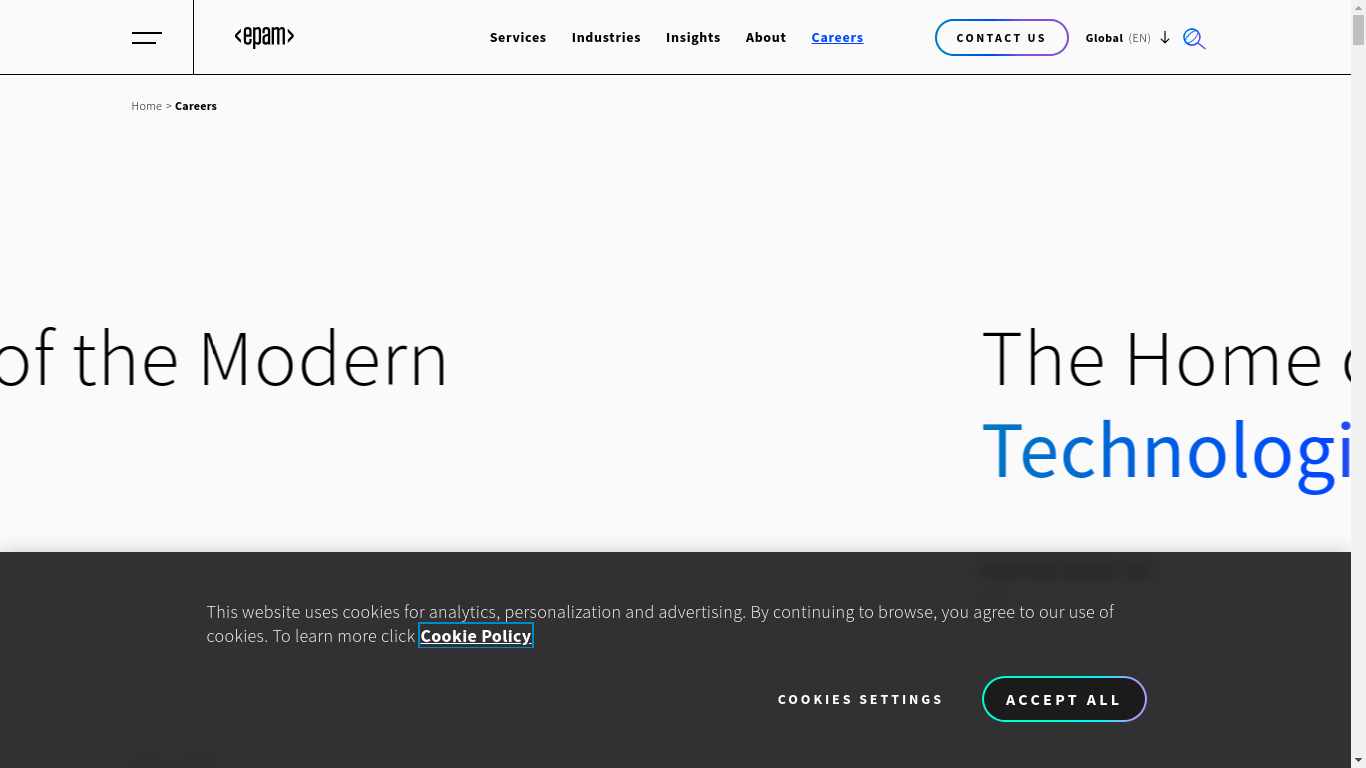 <epam>
Services Industries Insights About Careers
CONTACT US
Global (EN)
Home > Careers
of the Modern
The Home
Technologi
This website uses cookies for analytics, personalization and advertising. By continuing to browse, you agree to our use of
cookies. To learn more click Cookie Policy
COOKIES SETTINGS
ACCEPT ALL